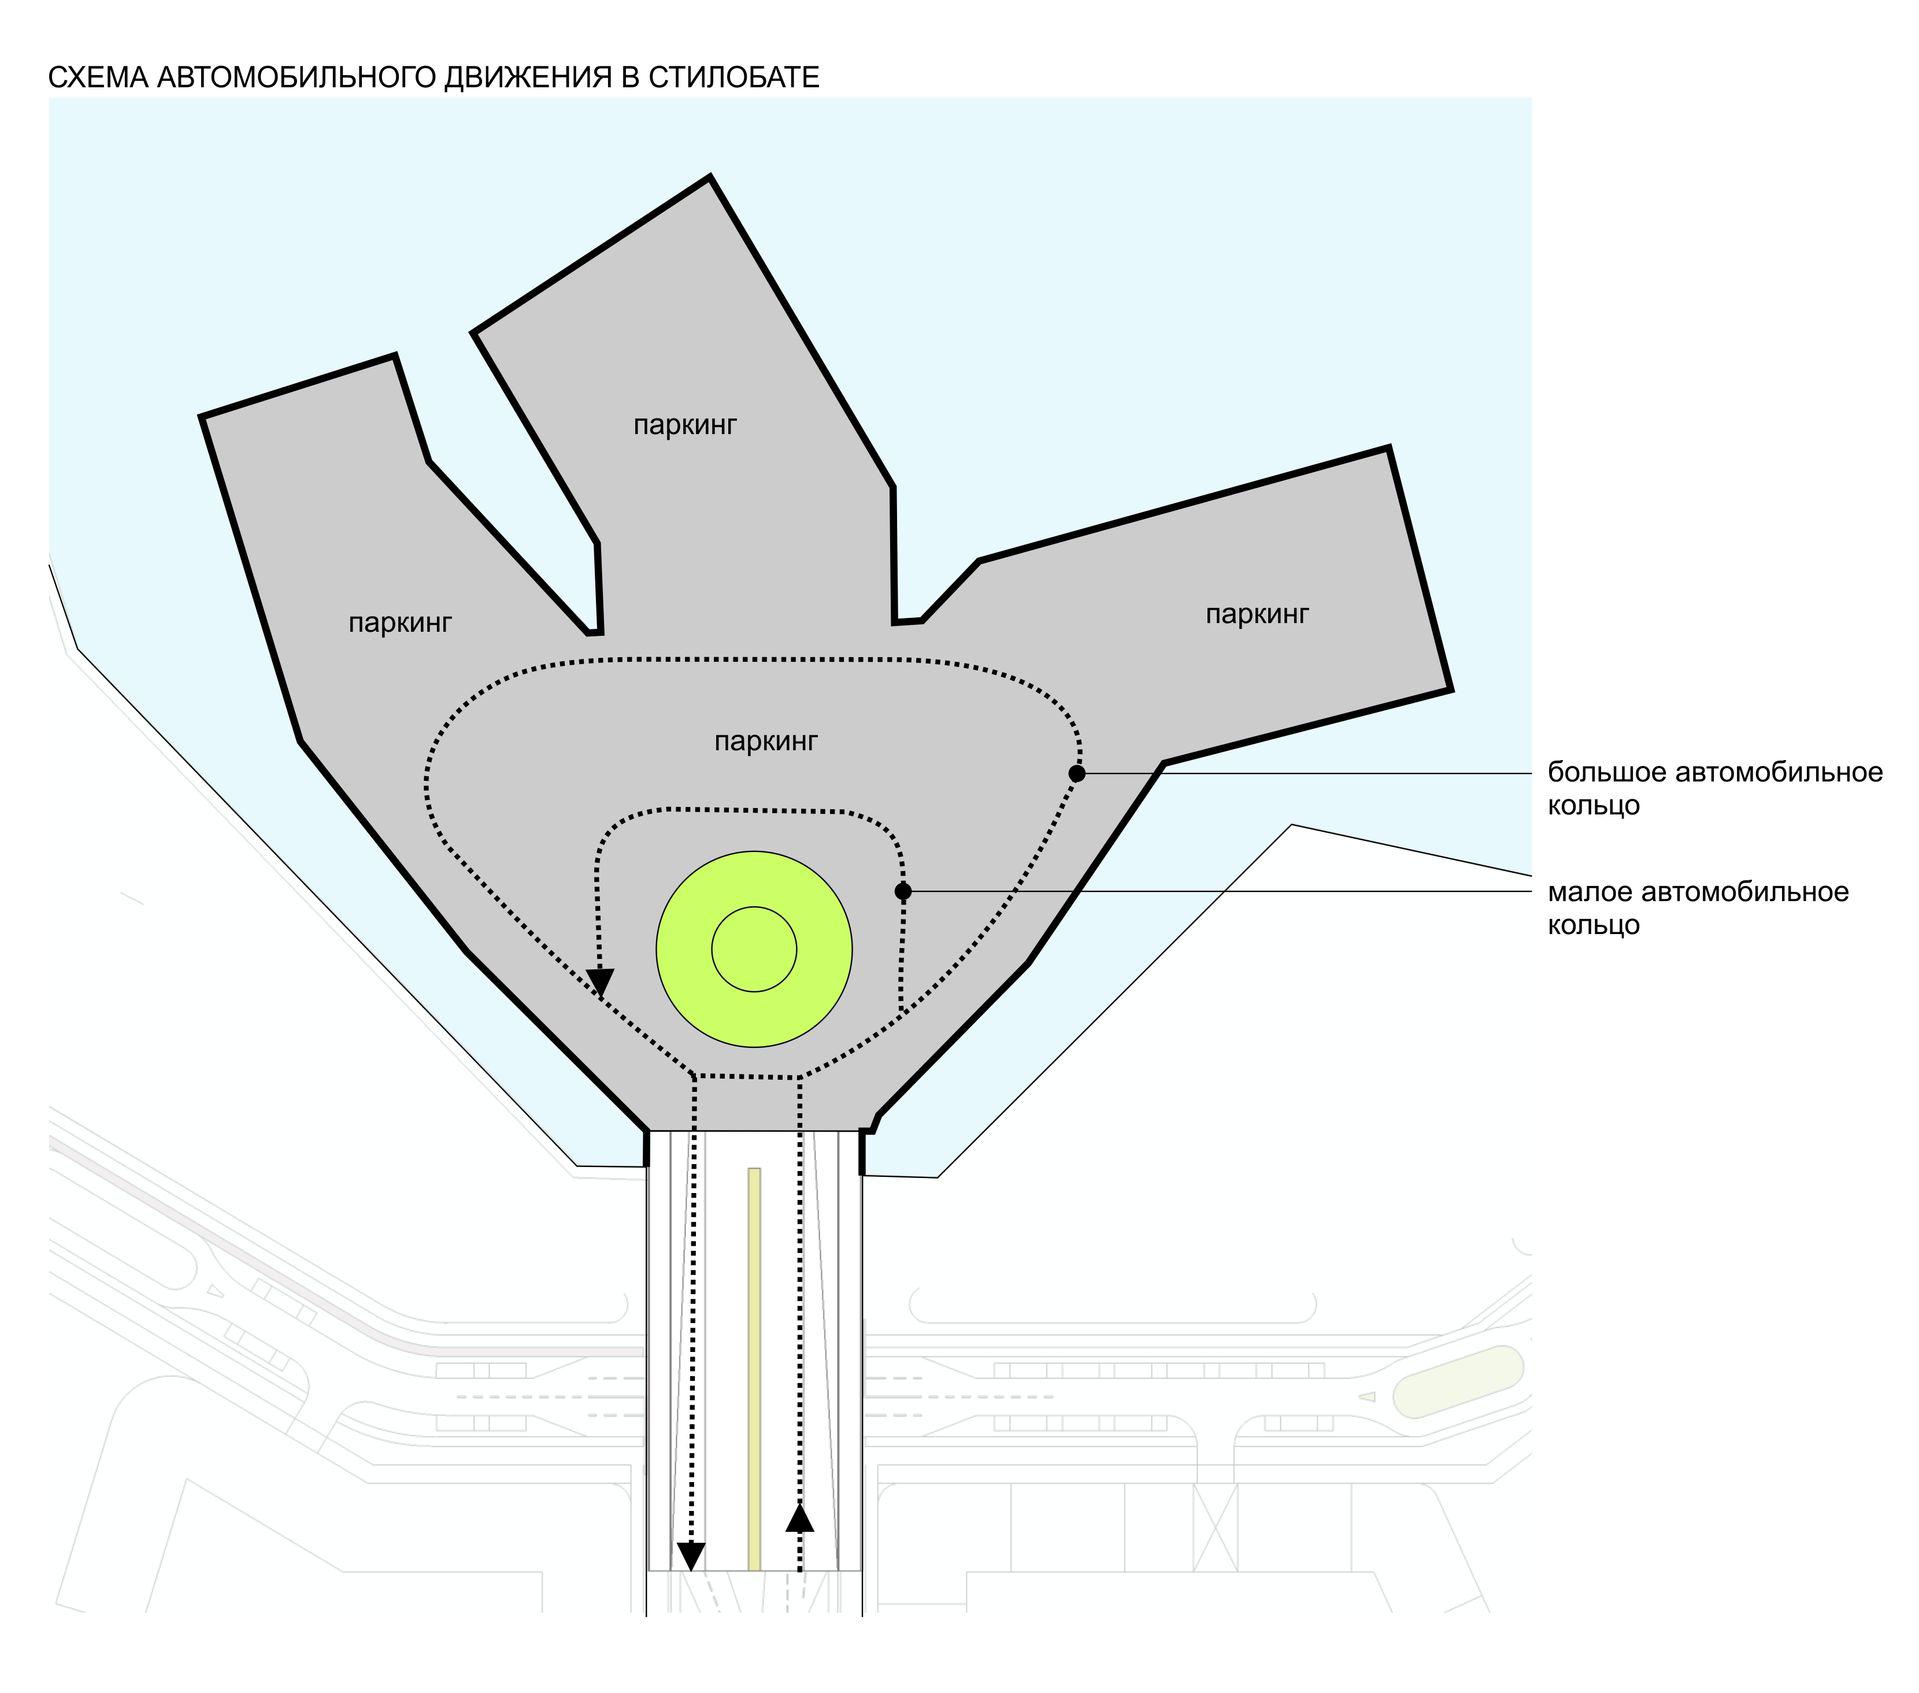 СХЕМА АВТОМОБИЛЬНОГО ДВИЖЕНИЯ В СТИЛОБАТЕ
паркинг
паркинг
паркинг
паркинг
большое автомобильное
кольцо
малое автомобильное
кольцо